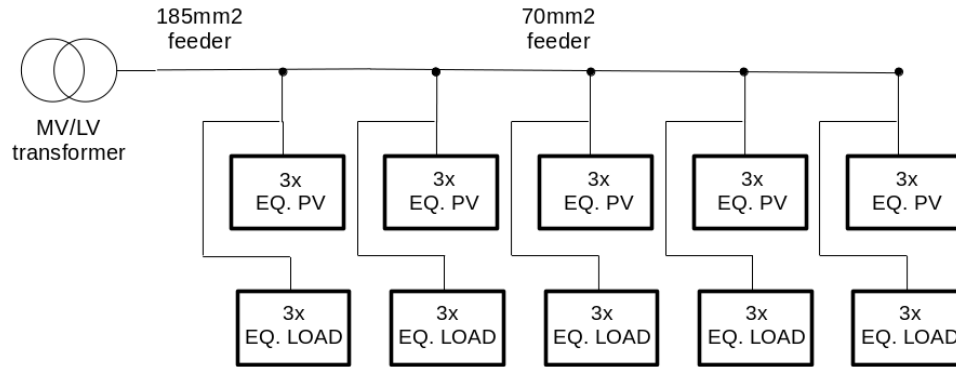 185mm2
feeder
70mm2
feeder
MV/LV
transformer
3x
EQ. PV
3x
EQ. PV
3x
EQ. PV
3x
EQ. PV
3x
EQ. PV
3x
EQ. LOAD
3x
EQ. LOAD
3x
EQ. LOAD
3x
EQ. LOAD
3x
EQ. LOAD